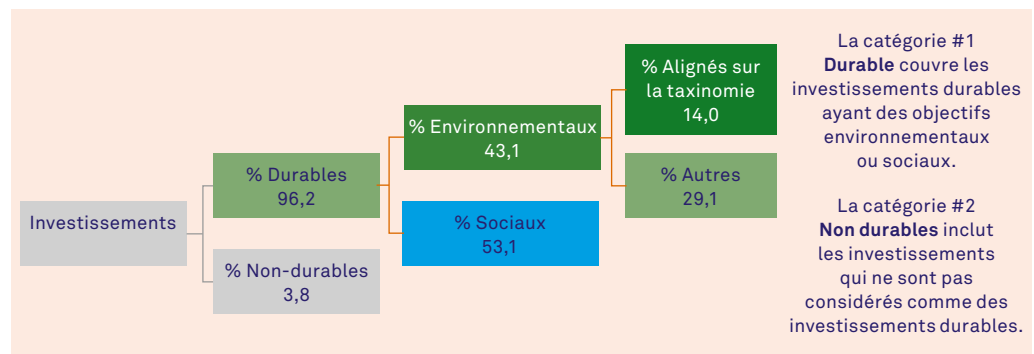 Investissements
% Durables
96,2
% Non-durables
3,8
% Environnementaux
43,1
% Sociaux
53,1
% Alignés sur
la taxinomie
14,0
% Autres
29,1
La catégorie #1
Durable couvre les
investissements durables
ayant des objectifs
environnementaux
ou sociaux.
La catégorie #2
Non durables inclut
les investissements
qui ne sont pas
considérés comme des
investissements durables.